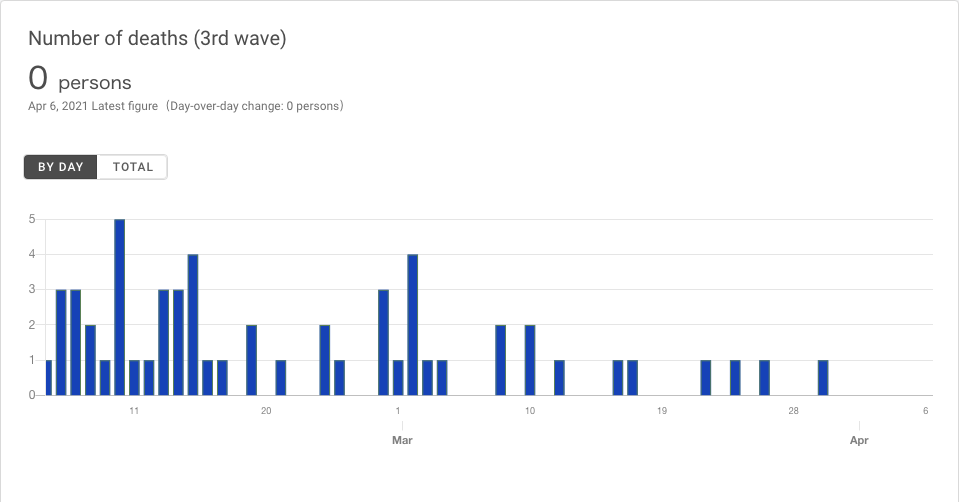 Number of deaths (3rd wave)
0 persons
Apr 6, 2021 Latest figure (Day-over-day change: 0 persons)
BY DAY TOTAL
5
4
3
2
1
0
11 20 1 10 19 28 6
Mar Apr